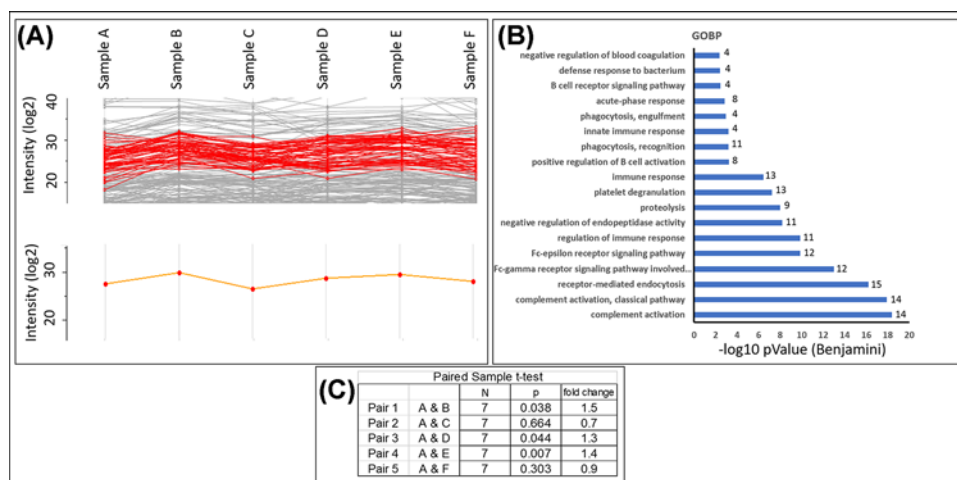 (A)
Sample A
Sample B
Sample C
Sample D
Sample E
Sample F
Intensity (log2)
40
30
20
Intensity (log2)
30
20
(B)
GOBP
negative regulation of blood coagulation 4
defense response to bacterium 4
B cell receptor signaling pathway 4
acute-phase response 8
phagocytosis, engulfment 4
innate immune response 4
phagocytosis, recognition 11
positive regulation of B cell activation 8
immune response 13
platelet degranulation 13
proteolysis 9
negative regulation of endopeptidase activity 11
regulation of immune response 11
Fc-epsilon receptor signaling pathway 12
Fc-gamma receptor signaling pathway involved... 12
receptor-mediated endocytosis 15
complement activation, classical pathway 14
complement activation 14
0 2 4 6 8 10 12 14 16 18 20
-log10 pValue (Benjamini)
(C)
Paired Sample t-test
N p fold change
Pair 1 A & B 7 0.038 1.5
Pair 2 A & C 7 0.664 0.7
Pair 3 A & D 7 0.044 1.3
Pair 4 A & E 7 0.007 1.4
Pair 5 A & F 7 0.303 0.9